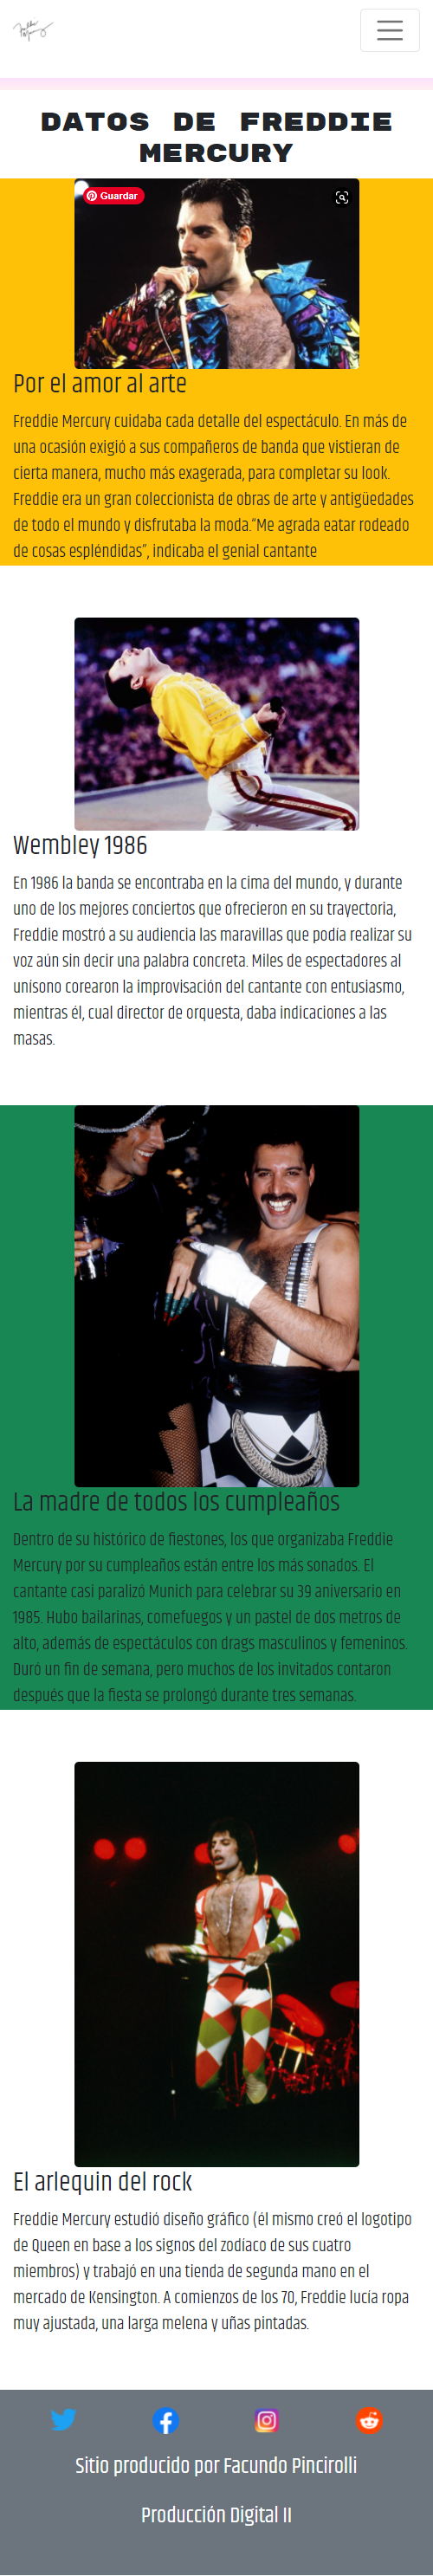 Freddie Mercury
DATOS DE FREDDIE
MERCURY
Guardar
Por el amor al arte
Freddie Mercury cuidaba cada detalle del espectáculo. En más de
una ocasión exigió a sus compañeros de banda que vistieran de
cierta manera, mucho más exagerada, para completar su look.
Freddie era un gran coleccionista de obras de arte y antigüedades
de todo el mundo y disfrutaba la moda.“Me agrada eatar rodeado
de cosas espléndidas”, indicaba el genial cantante
Wembley 1986
En 1986 la banda se encontraba en la cima del mundo, y durante
uno de los mejores conciertos que ofrecieron en su trayectoria,
Freddie mostró a su audiencia las maravillas que podía realizar su
voz aún sin decir una palabra concreta. Miles de espectadores al
unísono corearon la improvisación del cantante con entusiasmo,
mientras él, cual director de orquesta, daba indicaciones a las
masas.
La madre de todos los cumpleaños
Dentro de su histórico de fiestones, los que organizaba Freddie
Mercury por su cumpleaños están entre los más sonados. El
cantante casi paralizó Munich para celebrar su 39 aniversario en
1985. Hubo bailarinas, comefuegos y un pastel de dos metros de
alto, además de espectáculos con drags masculinos y femeninos.
Duró un fin de semana, pero muchos de los invitados contaron
después que la fiesta se prolongó durante tres semanas.
El arlequin del rock
Freddie Mercury estudió diseño gráfico (él mismo creó el logotipo
de Queen en base a los signos del zodíaco de sus cuatro
miembros) y trabajó en una tienda de segunda mano en el
mercado de Kensington. A comienzos de los 70, Freddie lucía ropa
muy ajustada, una larga melena y uñas pintadas.
Sitio producido por Facundo Pincirolli
Producción Digital II